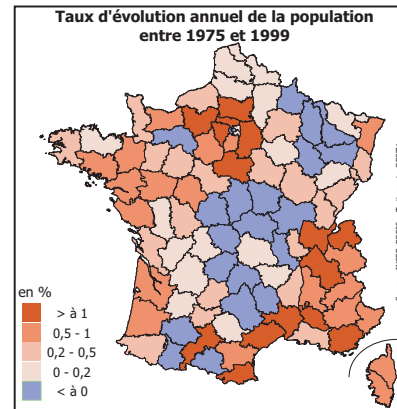 Taux d'évolution annuel de la population
entre 1975 et 1999
en %
> à 1
0,5 - 1
0,2 - 0,5
0 - 0,2
< à 0